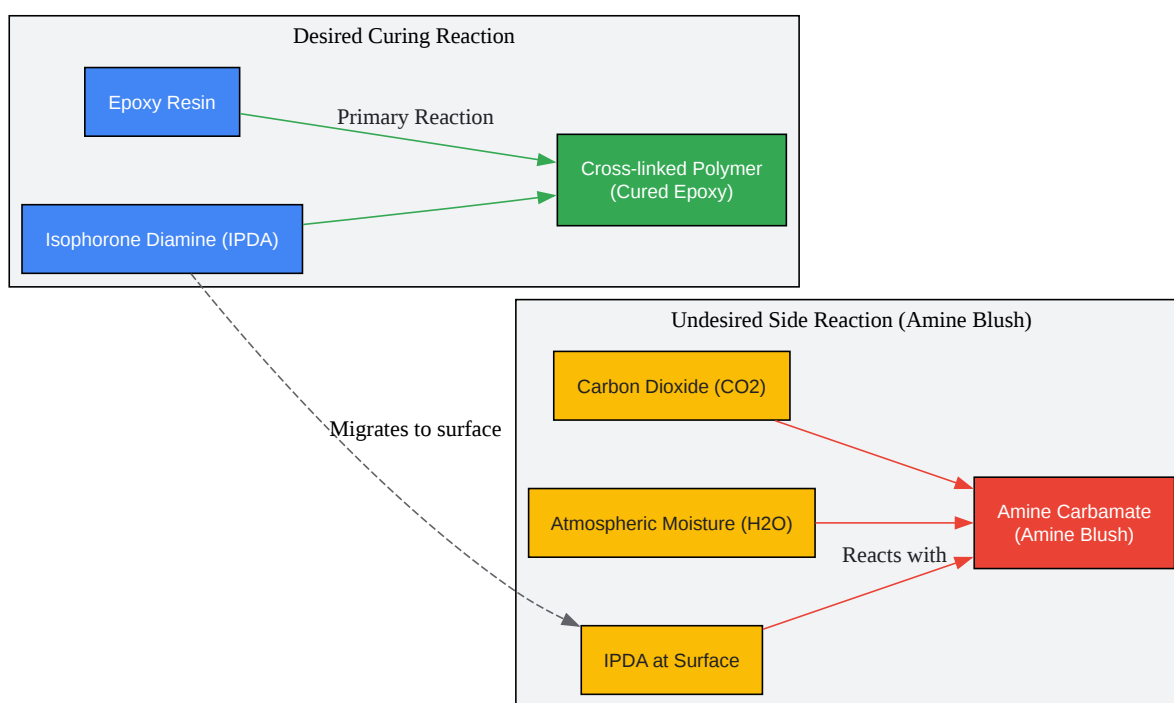 Desired Curing Reaction
Epoxy Resin
Primary Reaction
Cross-linked Polymer
(Cured Epoxy)
Isophorone Diamine (IPDA)
Undesired Side Reaction (Amine Blush)
Carbon Dioxide (CO2)
Migrates to surface
Atmospheric Moisture (H2O)
Amine Carbamate
(Amine Blush)
Reacts with
IPDA at Surface